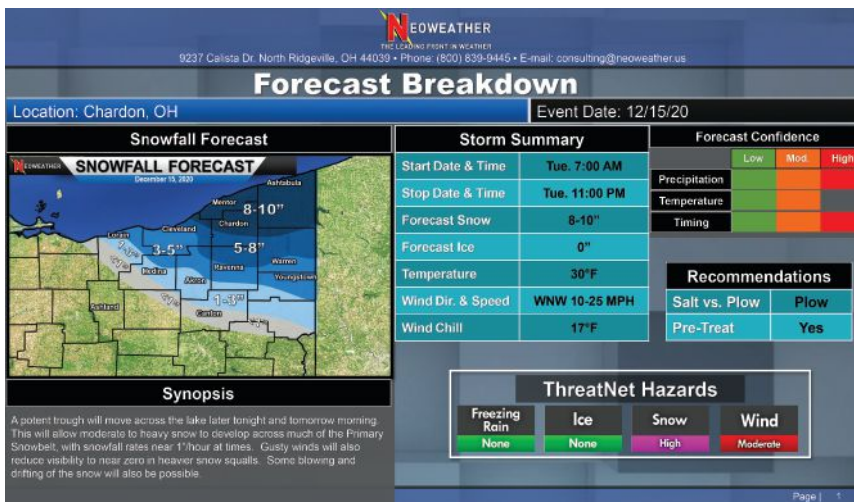 NEOWEATHER
THE LEADING FRONT IN WEATHER
9237 Calista Dr. North Ridgeville, OH 44039 • Phone: (800) 839-9445 • E-mail: consulting@neoweather.us
Forecast Breakdown
Location: Chardon, OH
Event Date: 12/15/20
Snowfall Forecast
NEOWEATHER
SNOWFALL FORECAST
December 15, 2020
Ashtabula
Mentor
8-10"
Chardon
Cleveland
Lorain
1-3"
3-5"
5-8"
<1"
Medina
Akron
Ravenna
Warren
Youngstown
<1"
1-3"
Ashland
Canton
<1"
Synopsis
A potent trough will move across the lake later tonight and tomorrow morning.
This will allow moderate to heavy snow to develop across much of the Primary
Snowbelt, with snowfall rates near 1"/hour at times. Gusty winds will also
reduce visibility to near zero in heavier snow squalls. Some blowing and
drifting of the snow will also be possible.
Storm Summary
Start Date & Time Tue. 7:00 AM
Stop Date & Time Tue. 11:00 PM
Forecast Snow 8-10"
Forecast Ice 0"
Temperature 30°F
Wind Dir. & Speed WNW 10-25 MPH
Wind Chill 17°F
Forecast Confidence
Low Mod. High
Precipitation
Temperature
Timing
Recommendations
Salt vs. Plow Plow
Pre-Treat Yes
ThreatNet Hazards
Freezing Rain Ice Snow Wind
None None High Moderate
Page | 1